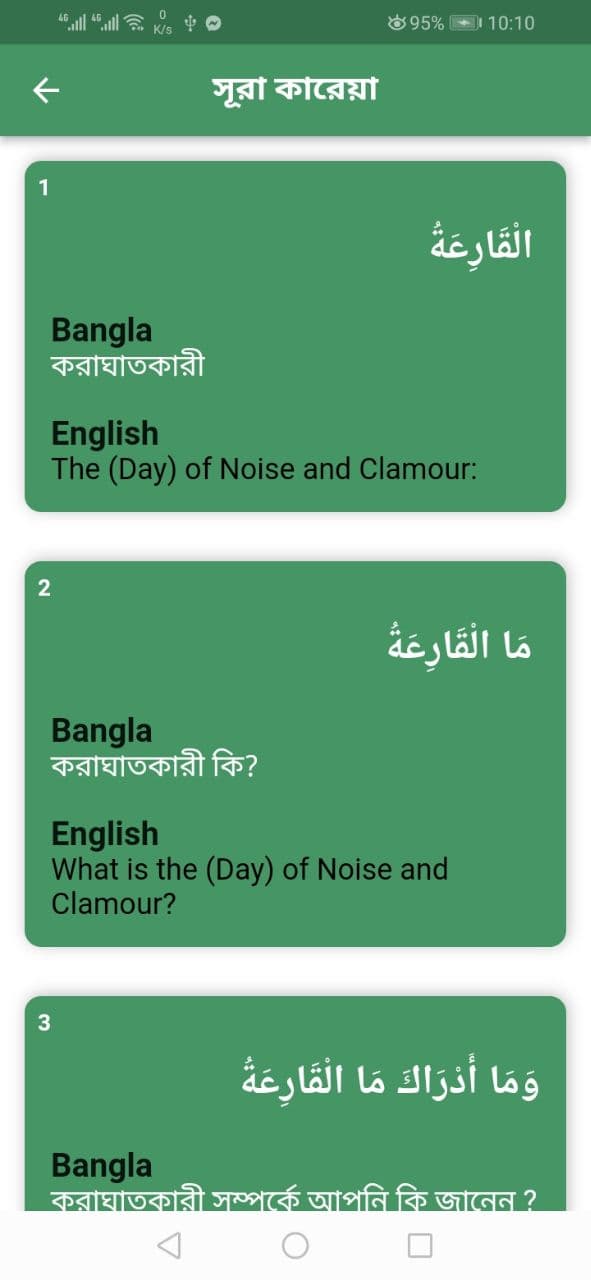 4G 4G 0 K/s 95% 10:10
সূরা কারেয়া
1
الْقَارِعَةُ
Bangla
করাঘাতকারী
English
The (Day) of Noise and Clamour:
2
مَا الْقَارِعَةُ
Bangla
করাঘাতকারী কি?
English
What is the (Day) of Noise and
Clamour?
3
وَمَا أَدْرَاكَ مَا الْقَارِعَةُ
Bangla
করাঘাতকারী সম্পর্কে আপনি কি জানেন ?